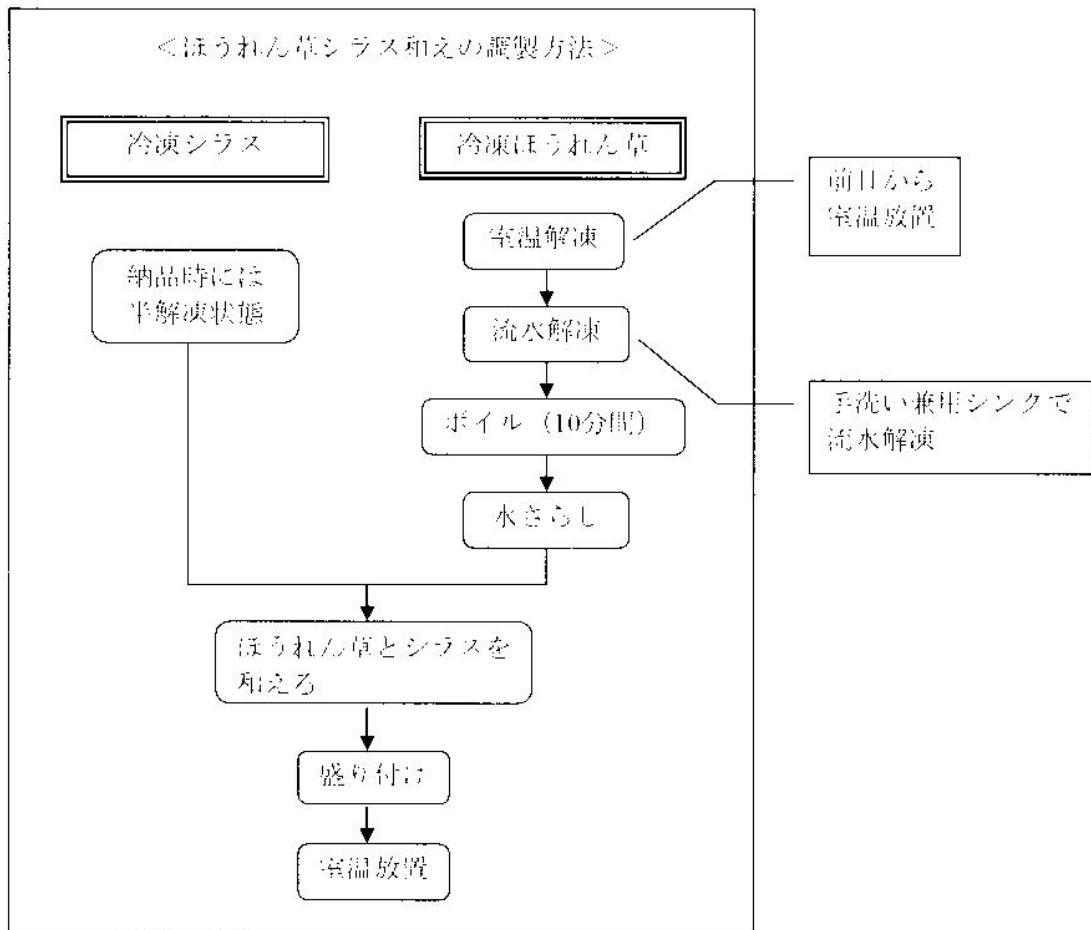 ＜ほうれん草シラス和えの調製方法＞
冷凍シラス
冷凍ほうれん草
前日から
室温放置
室温解凍
納品時には
半解凍状態
流水解凍
手洗い兼用シンクで
流水解凍
ボイル（10分間）
水さらし
ほうれん草とシラスを
和える
盛り付け
室温放置